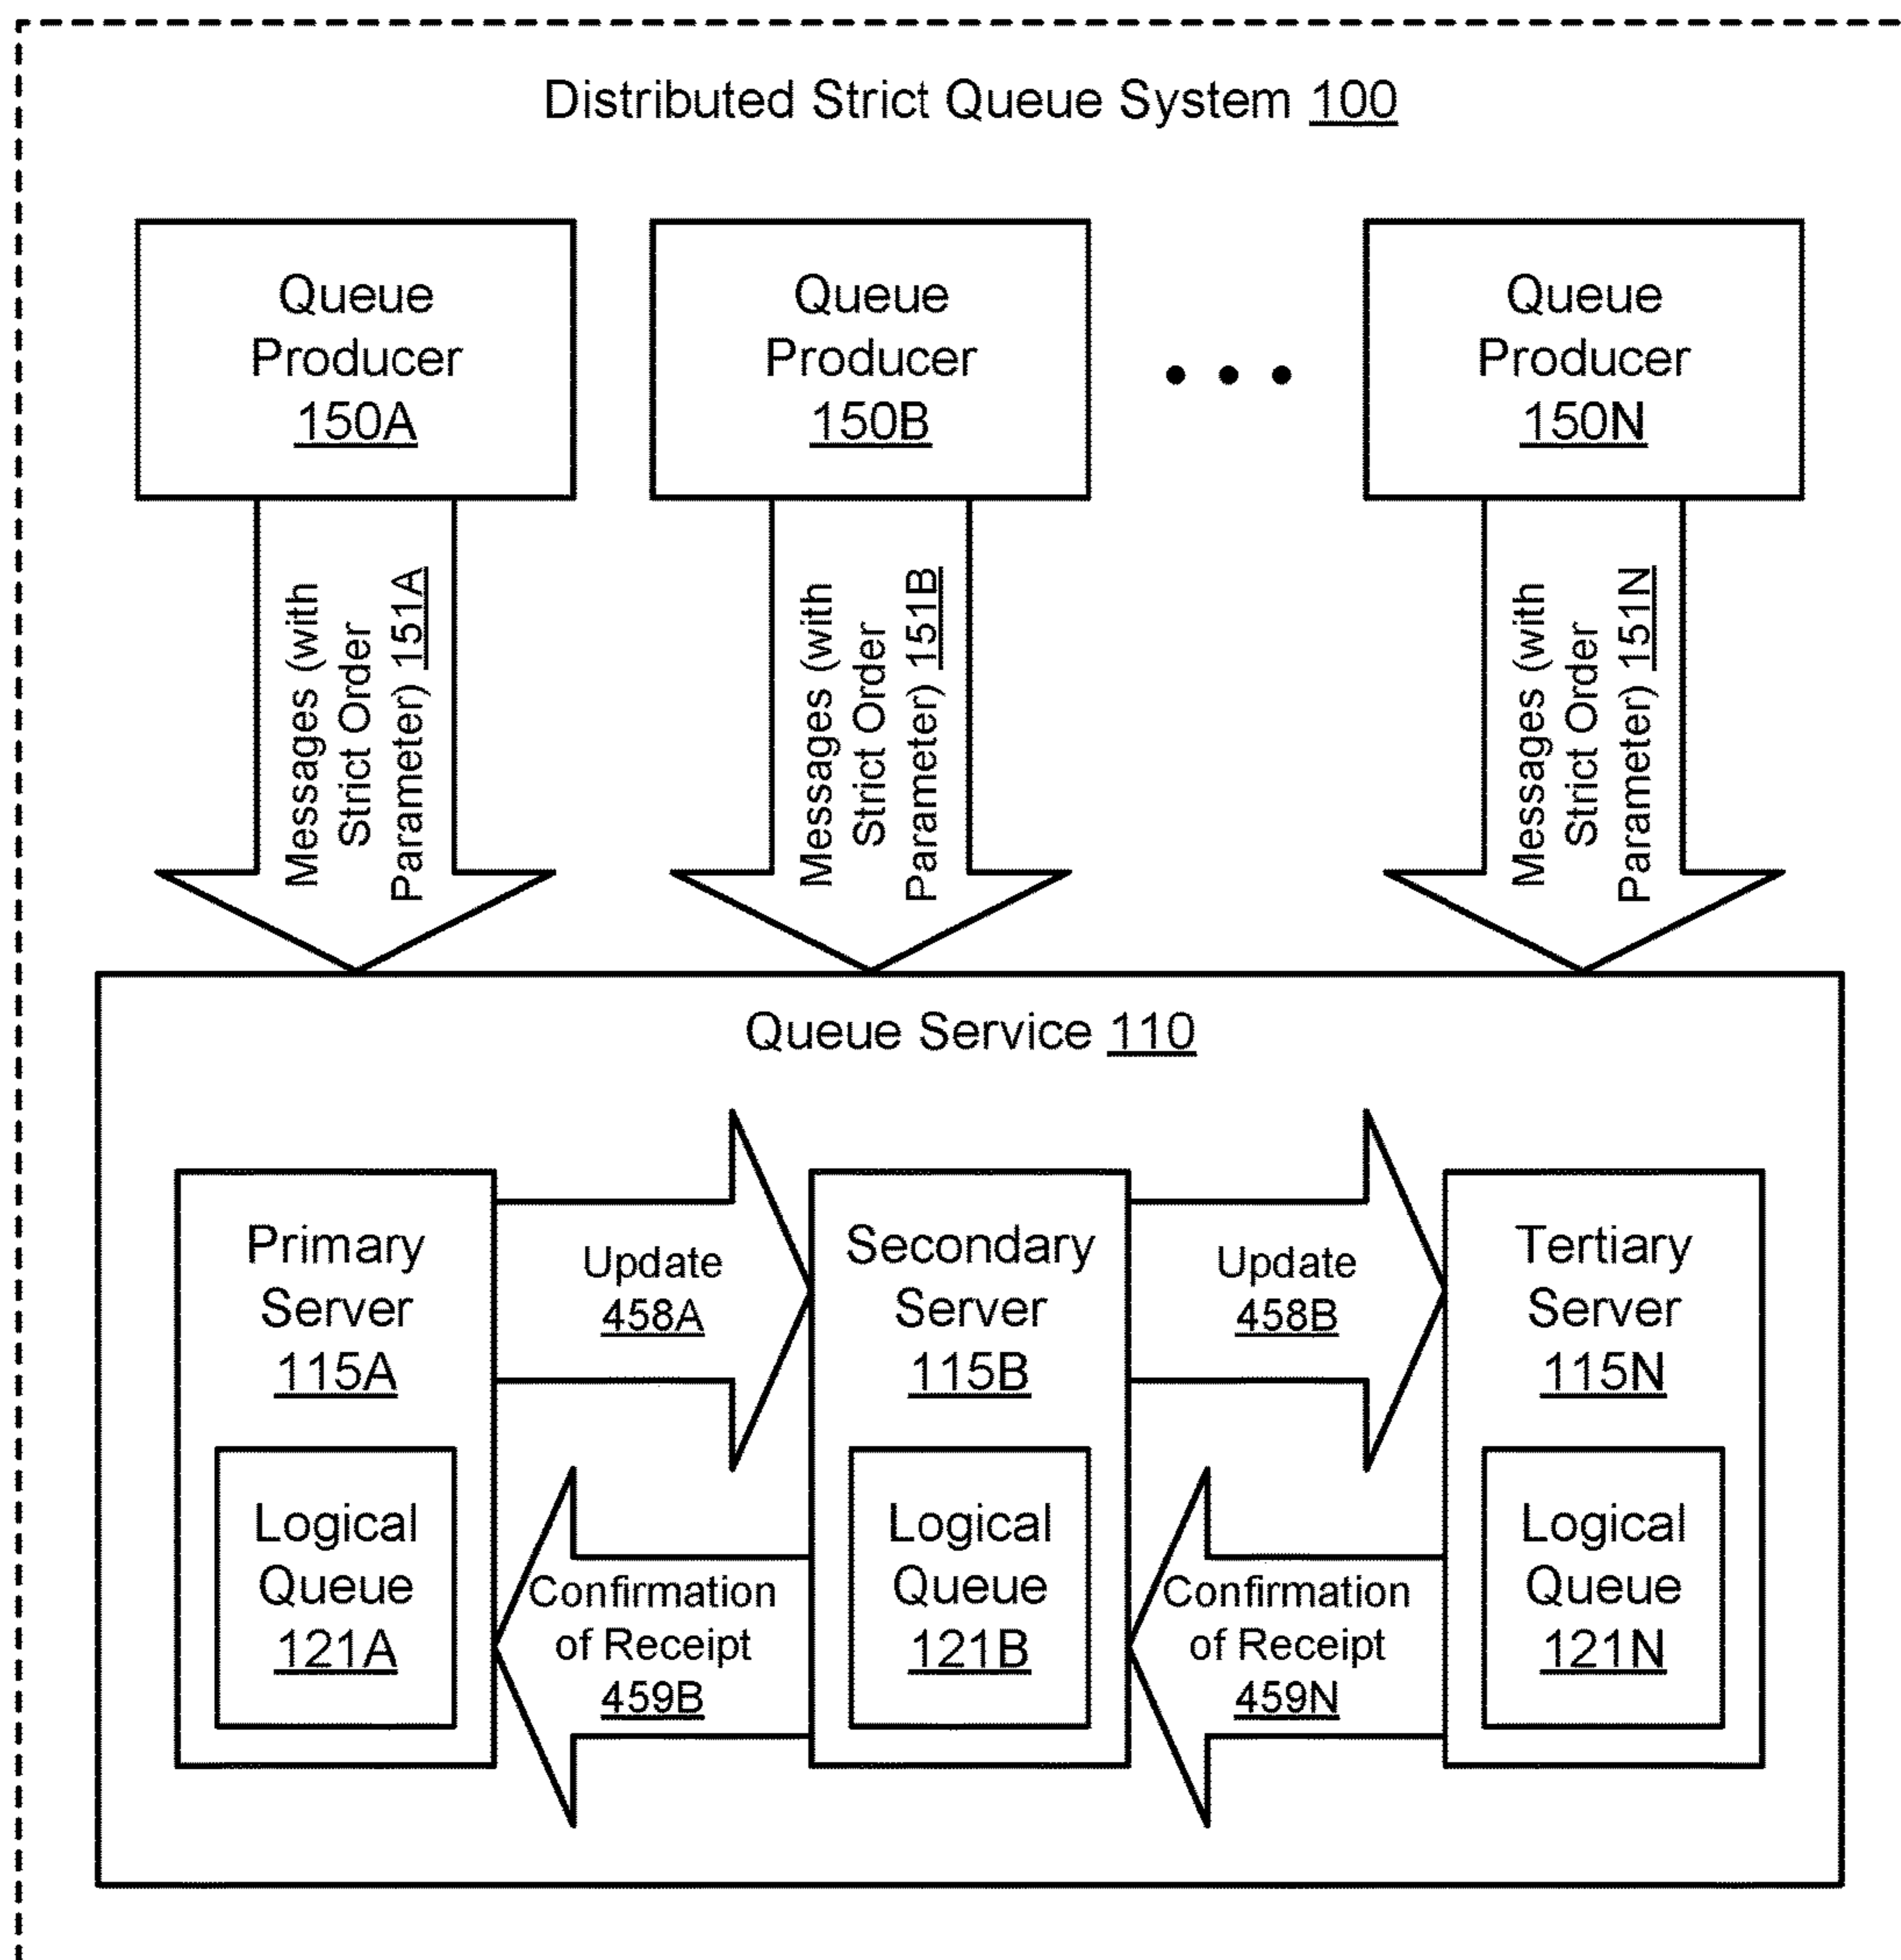 Distributed Strict Queue System 100
Queue
Producer
150A
Queue
Producer
150B
Queue
Producer
150N
Messages (with
Strict Order
Parameter) 151A
Messages (with
Strict Order
Parameter) 151B
Messages (with
Strict Order
Parameter) 151N
Queue Service 110
Primary
Server
115A
Update
458A
Secondary
Server
115B
Update
458B
Tertiary
Server
115N
Logical
Queue
121A
Confirmation
of Receipt
459B
Logical
Queue
121B
Confirmation
of Receipt
459N
Logical
Queue
121N